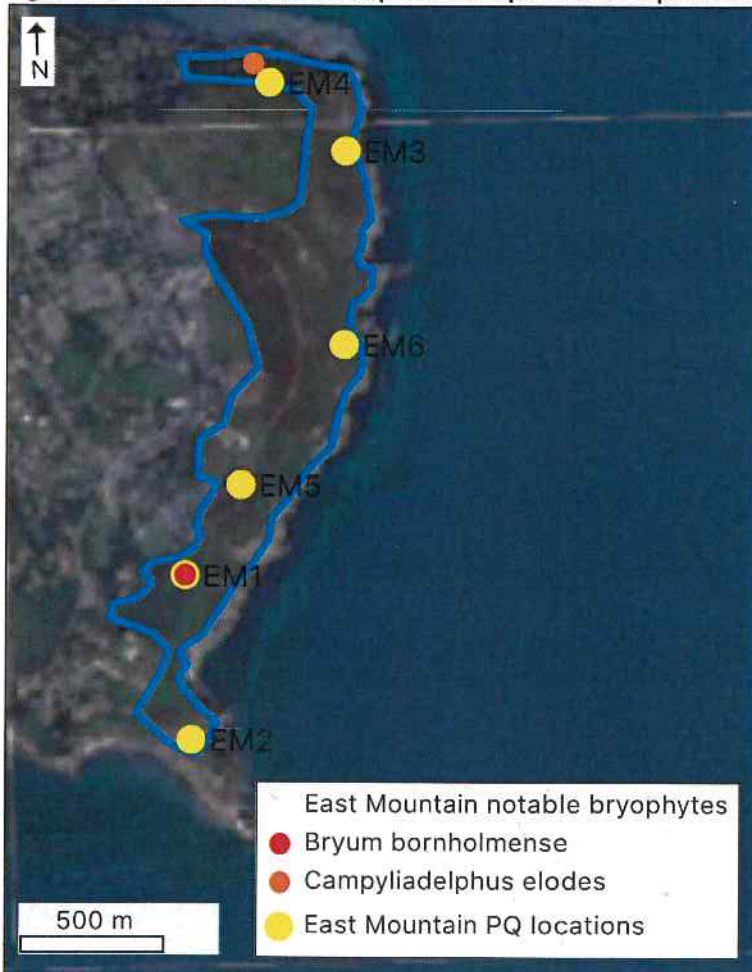 N
EM4
EM3
EM6
EM5
EM1
EM2
East Mountain notable bryophytes
Bryum bornholmense
Campyliadelphus elodes
East Mountain PQ locations
500 m